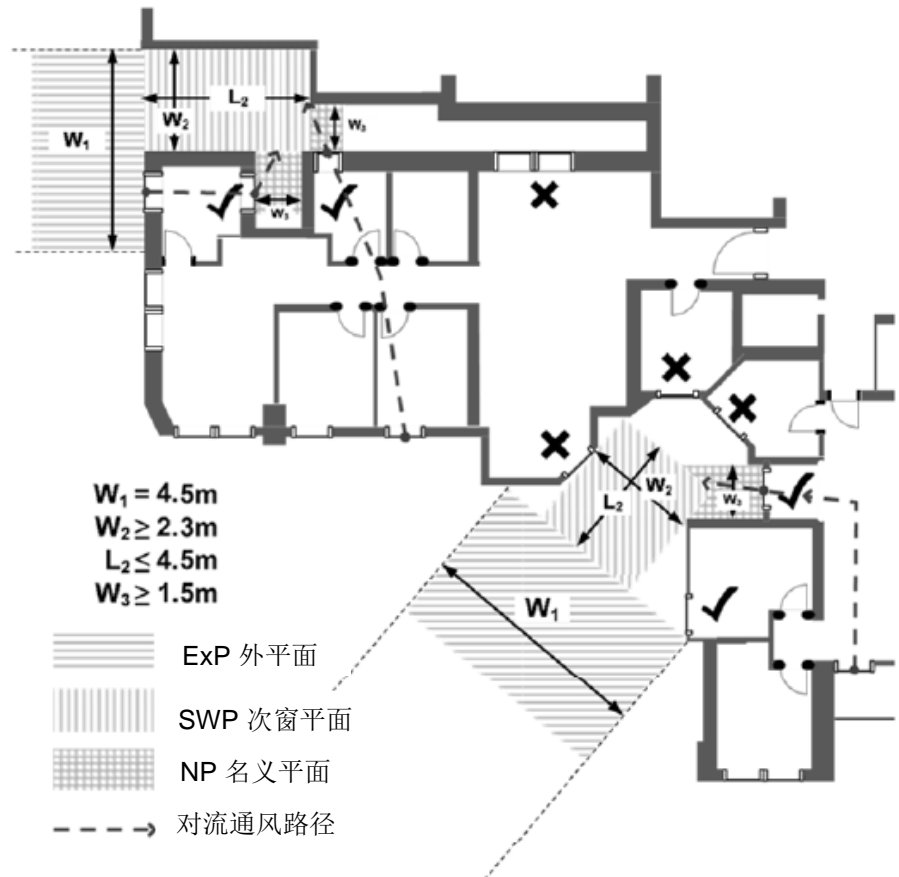 L₂
W₁
W₂
W₃
W₃
W₂
L₂
W₃
W₁
W₁ = 4.5m
W₂ ≥ 2.3m
L₂ ≤ 4.5m
W₃ ≥ 1.5m
ExP 外平面
SWP 次窗平面
NP 名义平面
对流通风路径